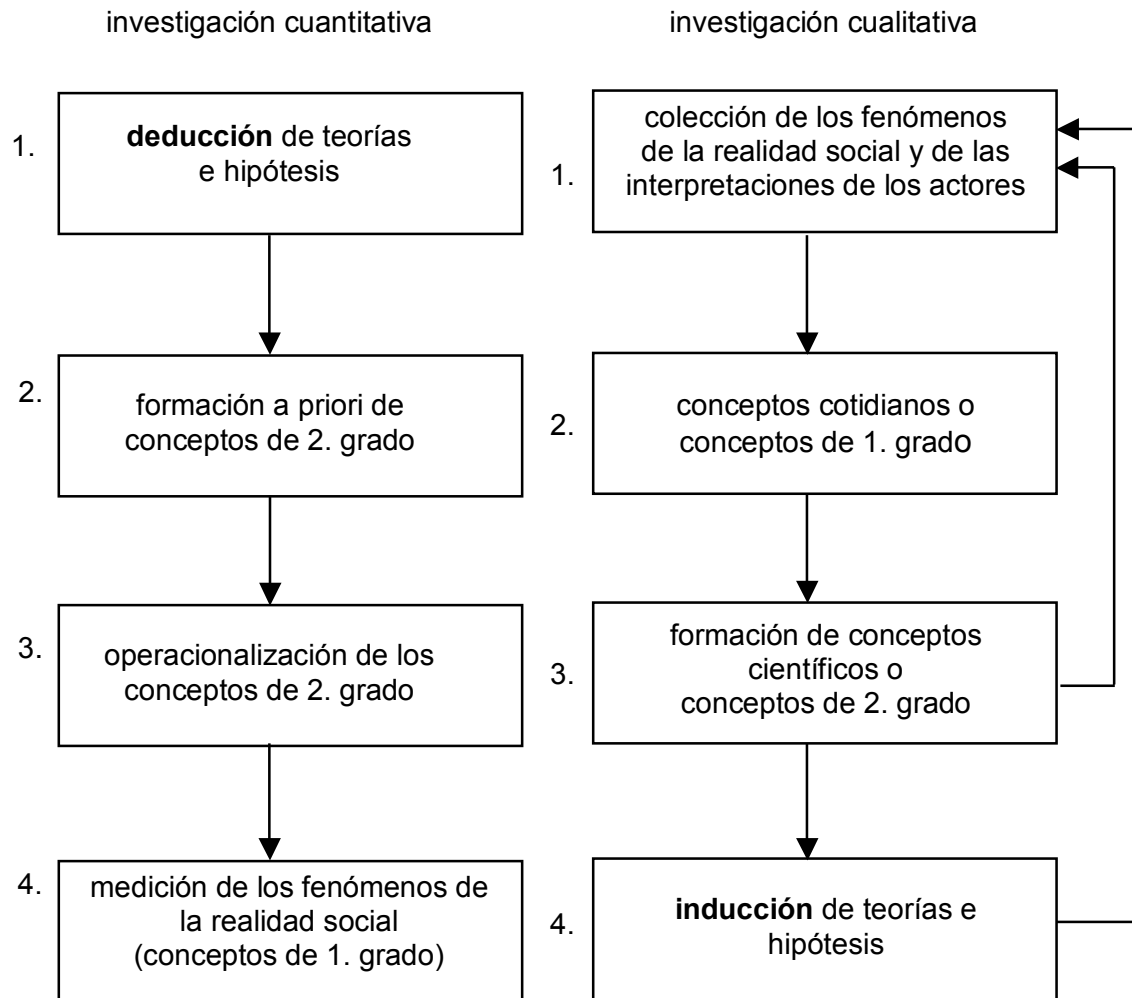 investigación cuantitativa
1.
deducción de teorías
e hipótesis
2.
formación a priori de
conceptos de 2. grado
3.
operacionalización de los
conceptos de 2. grado
4.
medición de los fenómenos de
la realidad social
(conceptos de 1. grado)
investigación cualitativa
1.
colección de los fenómenos
de la realidad social y de las
interpretaciones de los actores
2.
conceptos cotidianos o
conceptos de 1. grado
3.
formación de conceptos
científicos o
conceptos de 2. grado
4.
inducción de teorías e
hipótesis